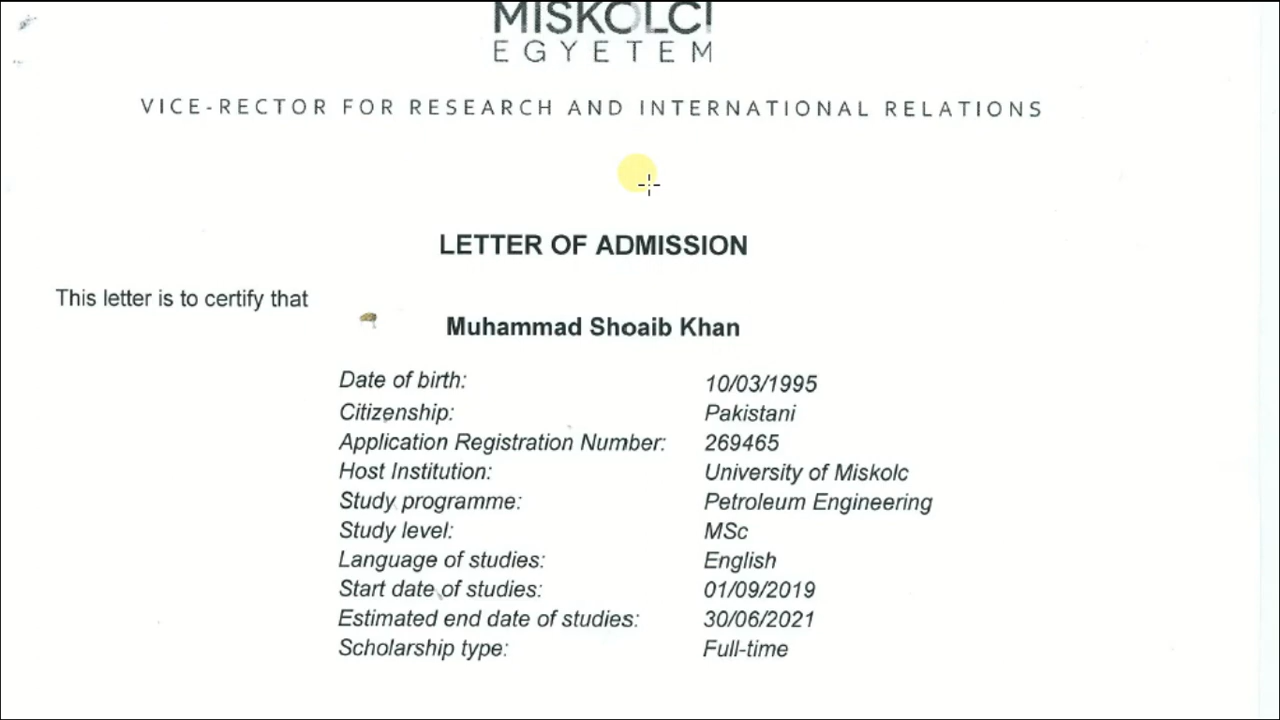 MISKOLCI
EGYETEM
VICE-RECTOR FOR RESEARCH AND INTERNATIONAL RELATIONS
LETTER OF ADMISSION
This letter is to certify that
Muhammad Shoaib Khan
Date of birth: 10/03/1995
Citizenship: Pakistani
Application Registration Number: 269465
Host Institution: University of Miskolc
Study programme: Petroleum Engineering
Study level: MSc
Language of studies: English
Start date of studies: 01/09/2019
Estimated end date of studies: 30/06/2021
Scholarship type: Full-time